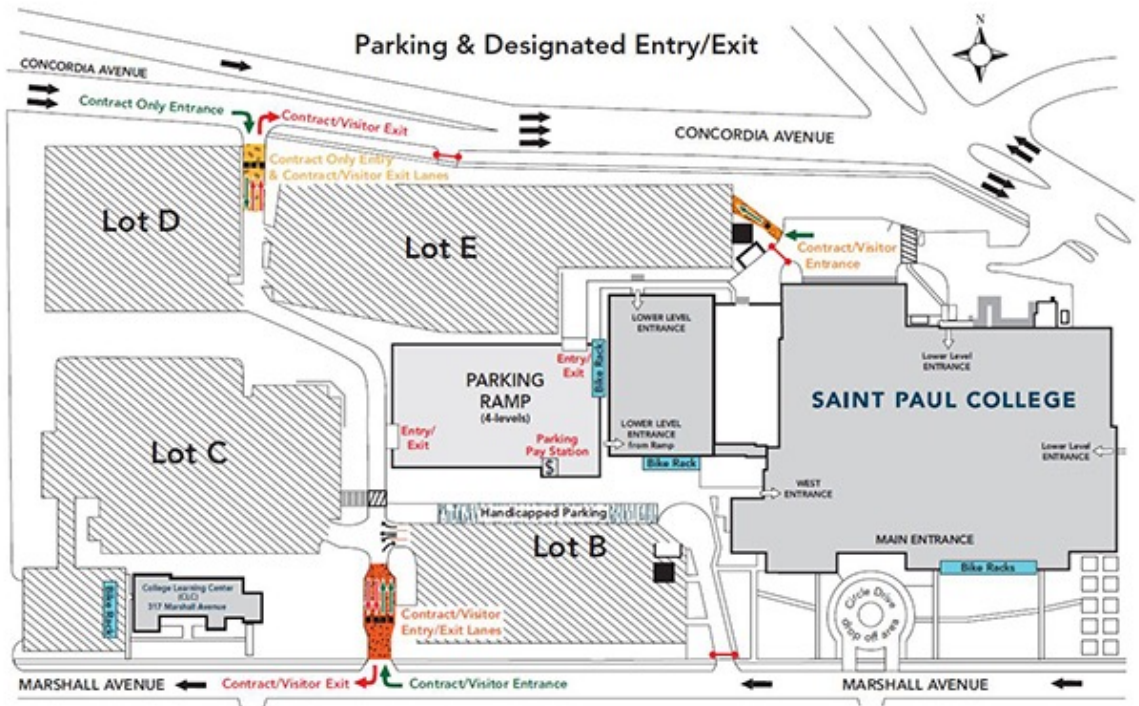 Parking & Designated Entry/Exit
N
CONCORDIA AVENUE
Contract Only Entrance
Contract/Visitor Exit
CONCORDIA AVENUE
Contract Only Entry
& Contract/Visitor Exit Lanes
Lot D
Lot E
Contract/Visitor
Entrance
LOWER LEVEL
ENTRANCE
Lower Level
ENTRANCE
Entry/
Exit
Bike Rack
PARKING
RAMP
(4-levels)
SAINT PAUL COLLEGE
LOWER LEVEL
ENTRANCE
from Ramp
Entry/
Exit
Parking
Pay Station
$
Lot C
Bike Rack
Lower Level
ENTRANCE
WEST
ENTRANCE
Handicapped Parking
Lot B
MAIN ENTRANCE
Bike Racks
College Learning Center
(CLC)
317 Marshall Avenue
Bike Rack
Circle Drive
drop off area
Contract/Visitor
Entry/Exit Lanes
MARSHALL AVENUE
Contract/Visitor Exit
Contract/Visitor Entrance
MARSHALL AVENUE